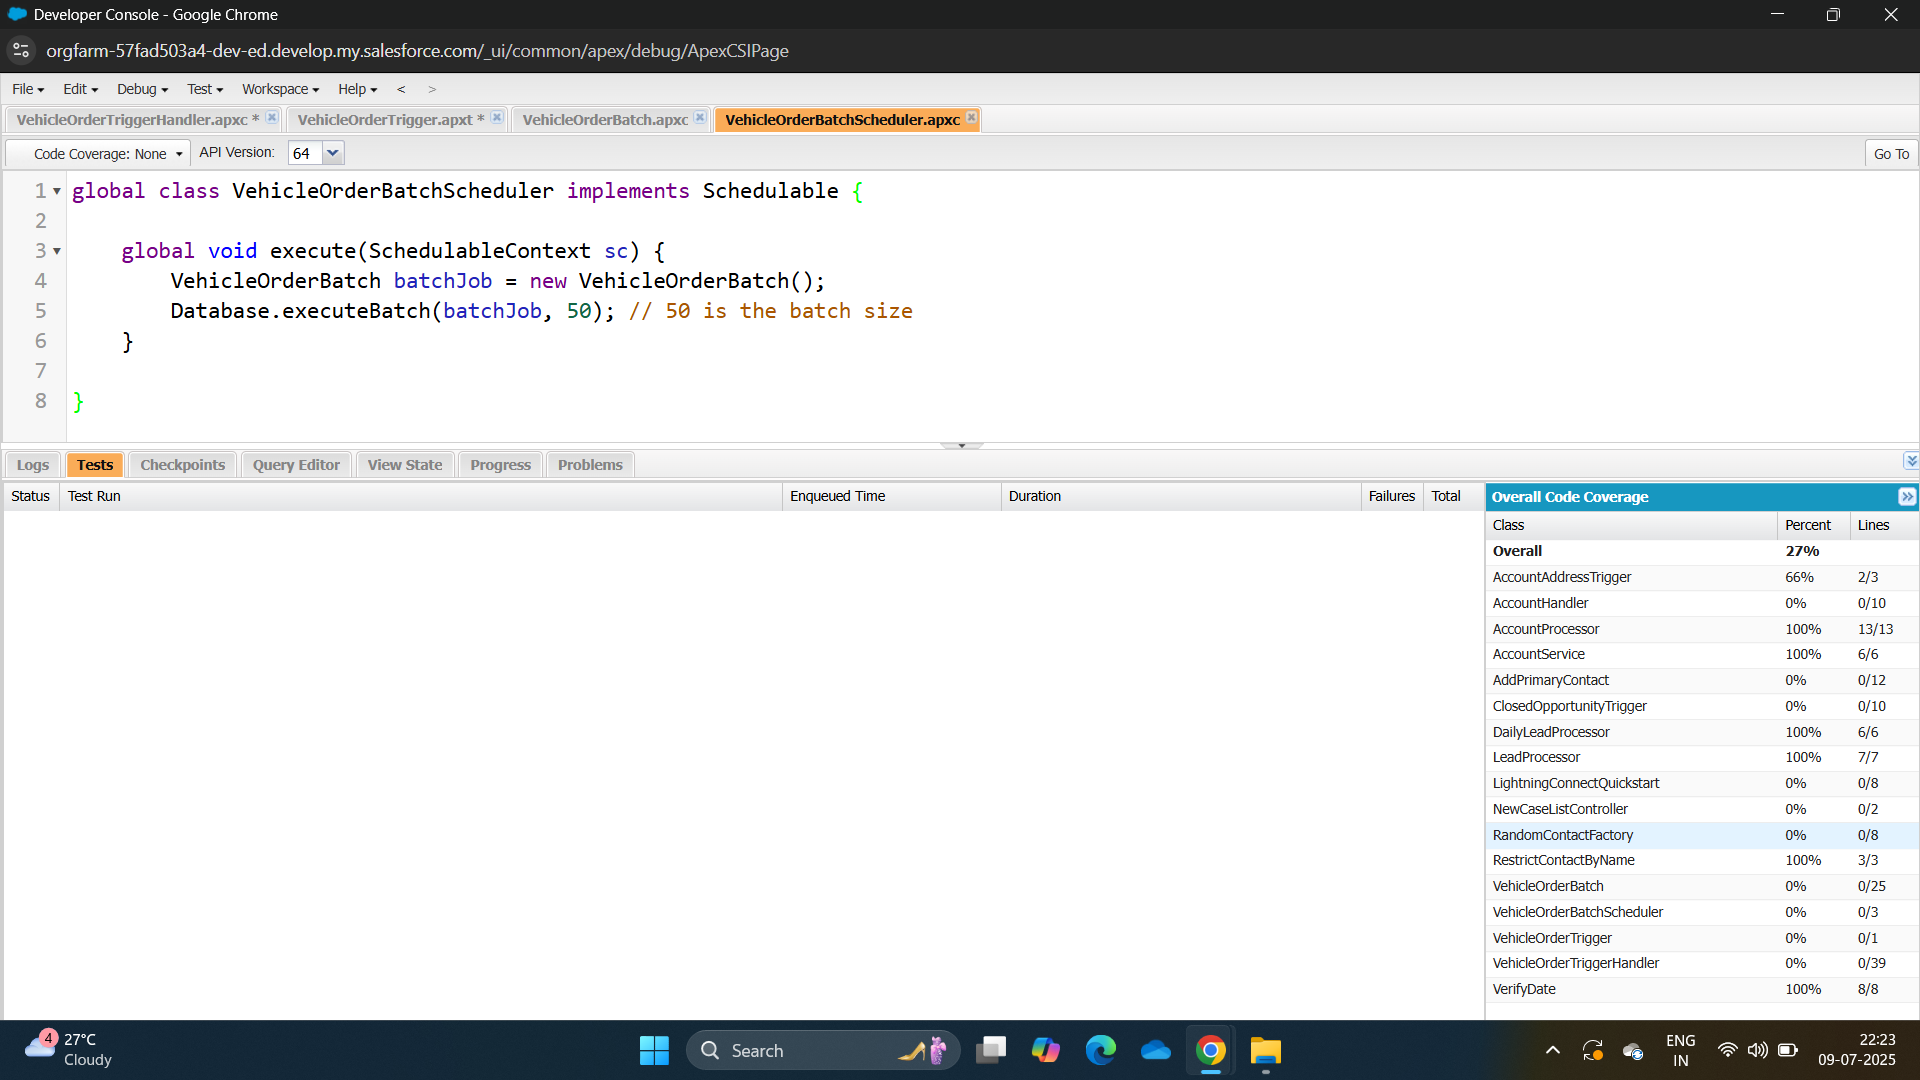 Developer Console - Google Chrome
orgfarm-57fad503a4-dev-ed.develop.my.salesforce.com/_ui/common/apex/debug/ApexCSIPage
File Edit Debug Test Workspace Help < >
VehicleOrderTriggerHandler.apxc * VehicleOrderTrigger.apxt * VehicleOrderBatch.apxc VehicleOrderBatchScheduler.apxc
Code Coverage: None API Version: 64 Go To
1 global class VehicleOrderBatchScheduler implements Schedulable {
2
3 global void execute(SchedulableContext sc) {
4 VehicleOrderBatch batchJob = new VehicleOrderBatch();
5 Database.executeBatch(batchJob, 50); // 50 is the batch size
6 }
7
8 }
Logs Tests Checkpoints Query Editor View State Progress Problems
Status Test Run Enqueued Time Duration Failures Total
Overall Code Coverage
Class Percent Lines
Overall 27%
AccountAddressTrigger 66% 2/3
AccountHandler 0% 0/10
AccountProcessor 100% 13/13
AccountService 100% 6/6
AddPrimaryContact 0% 0/12
ClosedOpportunityTrigger 0% 0/10
DailyLeadProcessor 100% 6/6
LeadProcessor 100% 7/7
LightningConnectQuickstart 0% 0/8
NewCaseListController 0% 0/2
RandomContactFactory 0% 0/8
RestrictContactByName 100% 3/3
VehicleOrderBatch 0% 0/25
VehicleOrderBatchScheduler 0% 0/3
VehicleOrderTrigger 0% 0/1
VehicleOrderTriggerHandler 0% 0/39
VerifyDate 100% 8/8
4 27°C
Cloudy
Search
ENG
IN
22:23
09-07-2025